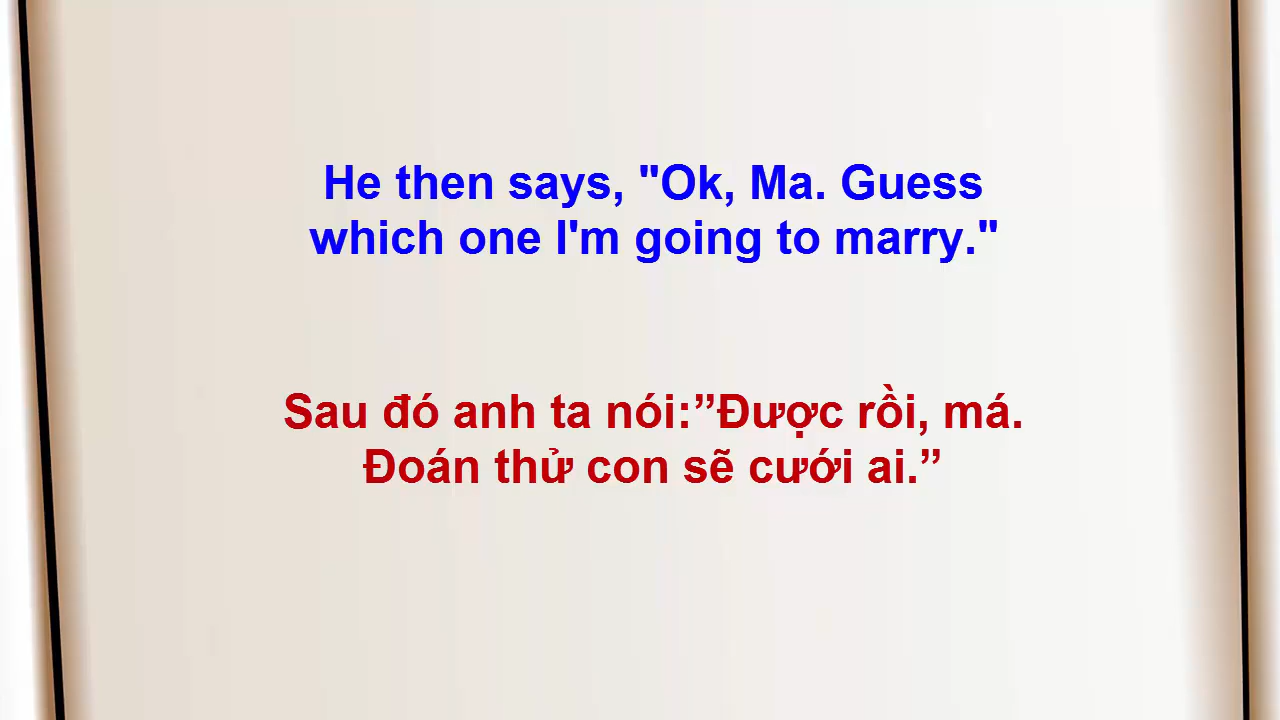 He then says, "Ok, Ma. Guess
which one I'm going to marry."
Sau đó anh ta nói:”Được rồi, má.
Đoán thử con sẽ cưới ai.”